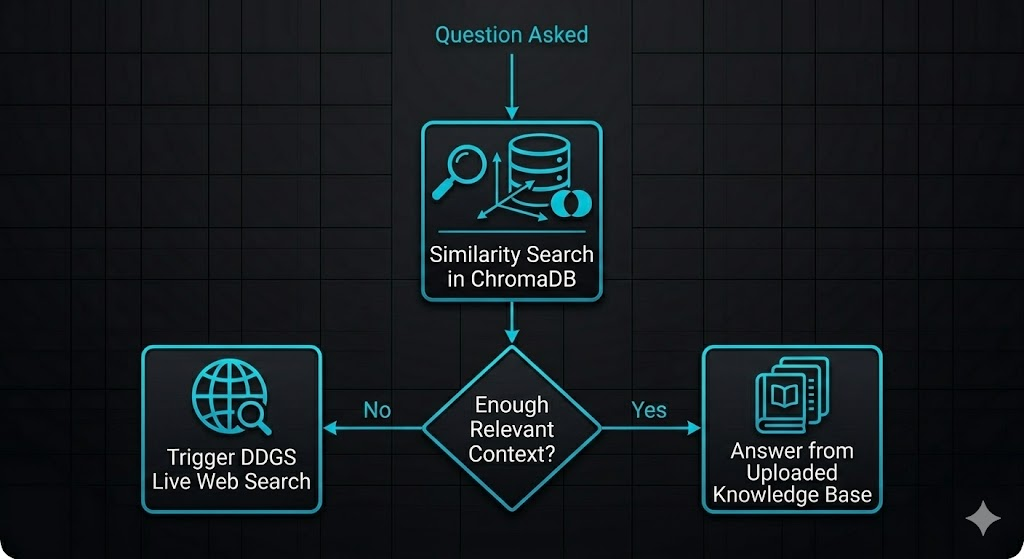 Question Asked
Similarity Search
in ChromaDB
Enough
Relevant
Context?
No
Yes
Trigger DDGS
Live Web Search
Answer from
Uploaded
Knowledge Base